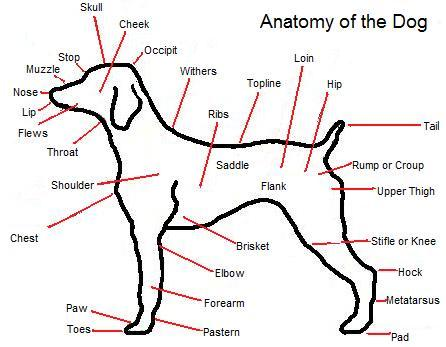 Skull
Anatomy of the Dog
Cheek
Occipit
Stop
Loin
Muzzle
Withers
Topline
Hip
Nose
Lip
Ribs
Tail
Flews
Throat
Saddle
Rump or Croup
Shoulder
Flank
Upper Thigh
Chest
Brisket
Stifle or Knee
Elbow
Hock
Forearm
Metatarsus
Paw
Toes
Pastern
Pad